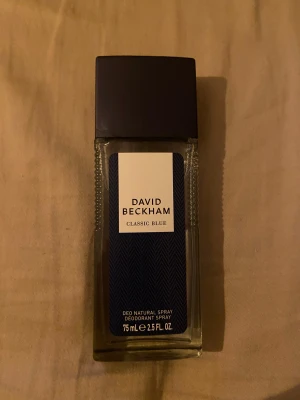 DAVID
BECKHAM
CLASSIC BLUE
DEO NATURAL SPRAY
DEODORANT SPRAY
75 mL ℮ 2.5 FL. OZ.